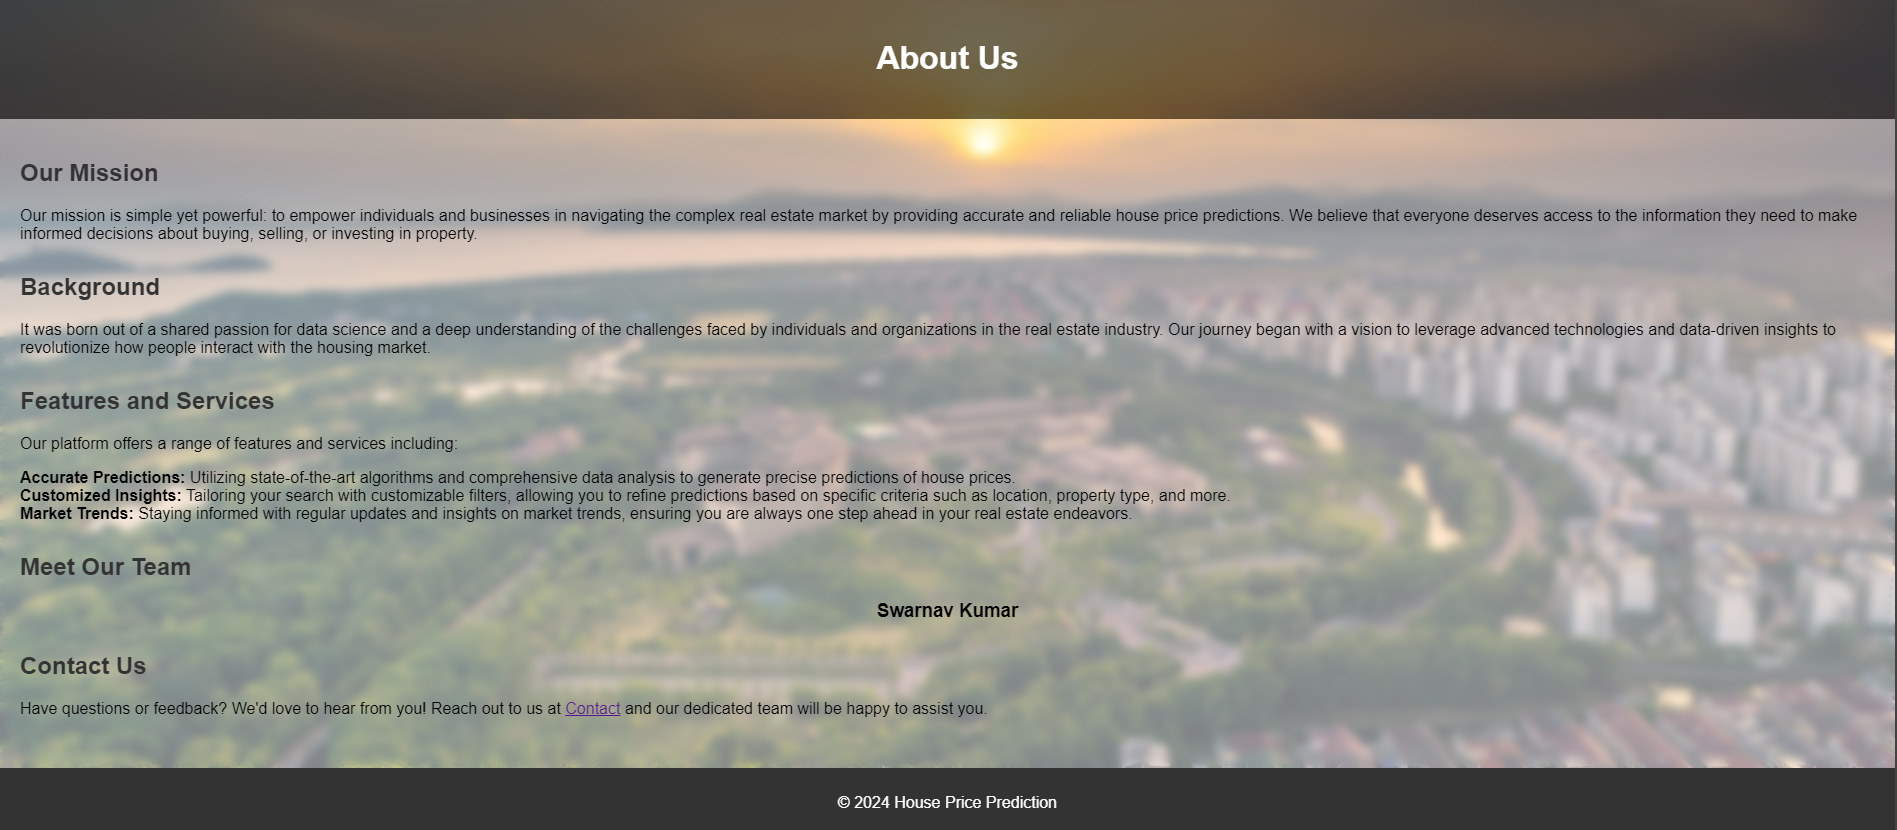 About Us
Our Mission
Our mission is simple yet powerful: to empower individuals and businesses in navigating the complex real estate market by providing accurate and reliable house price predictions. We believe that everyone deserves access to the information they need to make
informed decisions about buying, selling, or investing in property.
Background
It was born out of a shared passion for data science and a deep understanding of the challenges faced by individuals and organizations in the real estate industry. Our journey began with a vision to leverage advanced technologies and data-driven insights to
revolutionize how people interact with the housing market.
Features and Services
Our platform offers a range of features and services including:
Accurate Predictions: Utilizing state-of-the-art algorithms and comprehensive data analysis to generate precise predictions of house prices.
Customized Insights: Tailoring your search with customizable filters, allowing you to refine predictions based on specific criteria such as location, property type, and more.
Market Trends: Staying informed with regular updates and insights on market trends, ensuring you are always one step ahead in your real estate endeavors.
Meet Our Team
Swarnav Kumar
Contact Us
Have questions or feedback? We'd love to hear from you! Reach out to us at Contact and our dedicated team will be happy to assist you.
© 2024 House Price Prediction